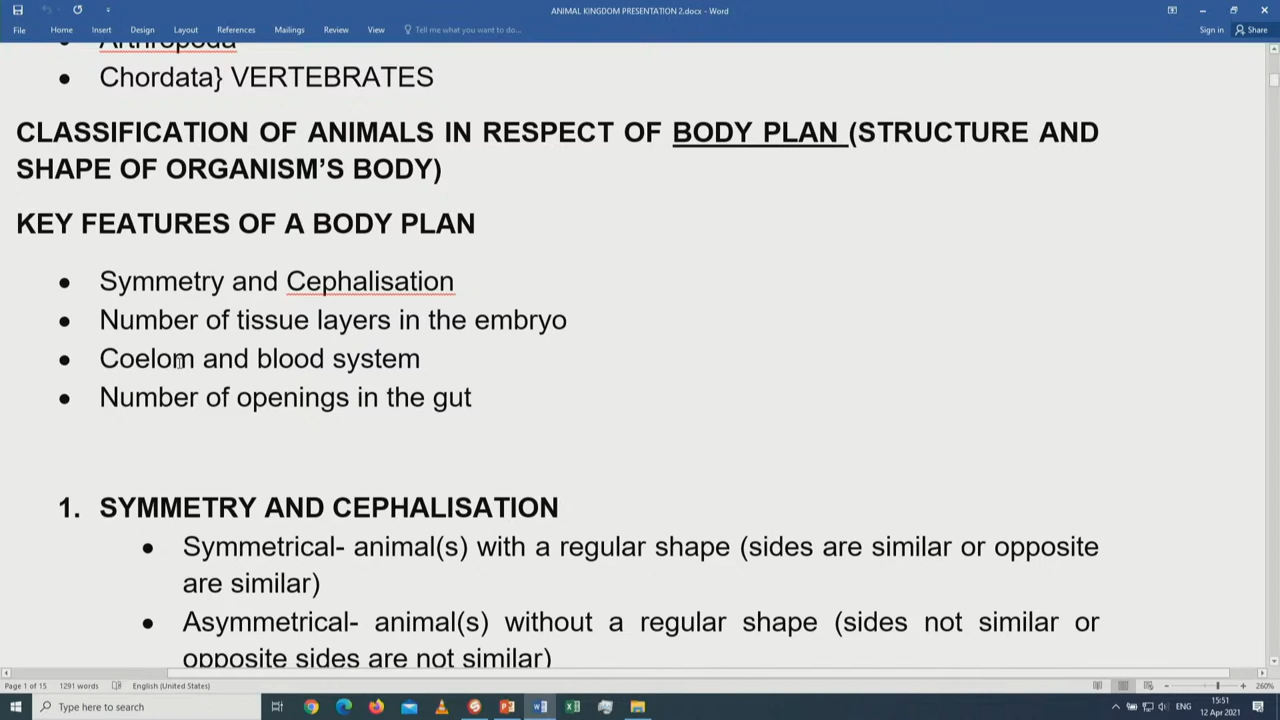 ANIMAL KINGDOM PRESENTATION 2.docx - Word
File Home Insert Design Layout References Mailings Review View Tell me what you want to do... Sign in Share
Arthropoda
• Chordata} VERTEBRATES
CLASSIFICATION OF ANIMALS IN RESPECT OF BODY PLAN (STRUCTURE AND
SHAPE OF ORGANISM’S BODY)
KEY FEATURES OF A BODY PLAN
• Symmetry and Cephalisation
• Number of tissue layers in the embryo
• Coelom and blood system
• Number of openings in the gut
1. SYMMETRY AND CEPHALISATION
• Symmetrical- animal(s) with a regular shape (sides are similar or opposite
are similar)
• Asymmetrical- animal(s) without a regular shape (sides not similar or
opposite sides are not similar)
Page 1 of 15 1291 words English (United States) 260%
Type here to search ENG 15:51
12 Apr 2021